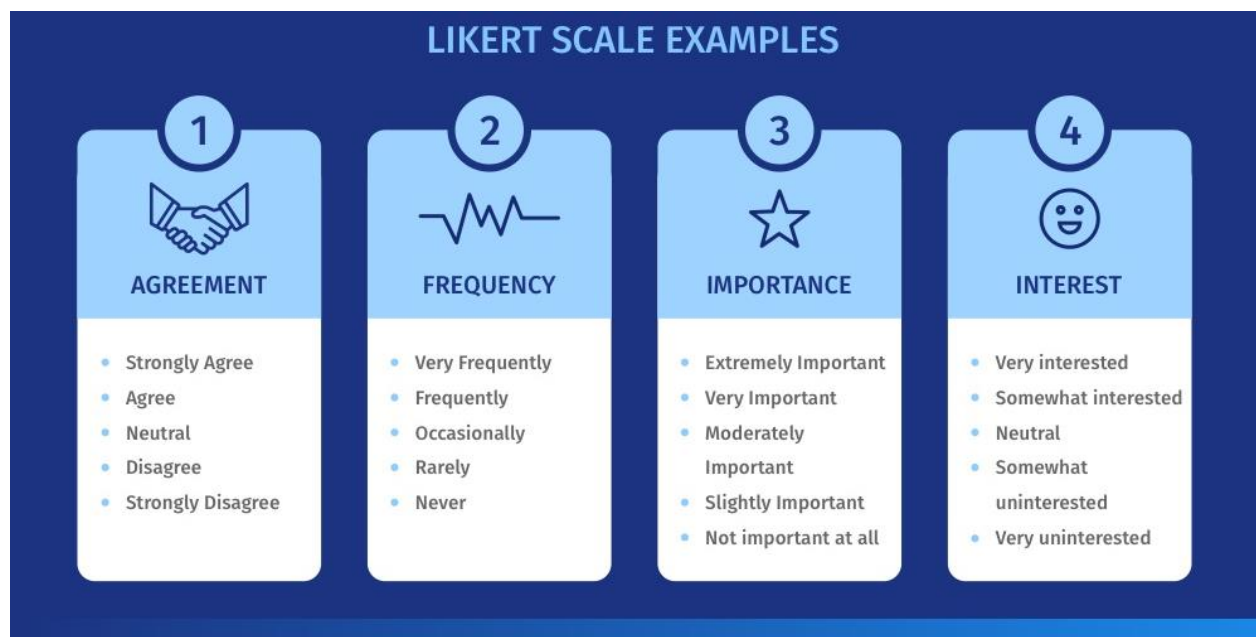 LIKERT SCALE EXAMPLES
1
AGREEMENT
Strongly Agree
Agree
Neutral
Disagree
Strongly Disagree
2
FREQUENCY
Very Frequently
Frequently
Occasionally
Rarely
Never
3
IMPORTANCE
Extremely Important
Very Important
Moderately
Important
Slightly Important
Not important at all
4
INTEREST
Very interested
Somewhat interested
Neutral
Somewhat
uninterested
Very uninterested